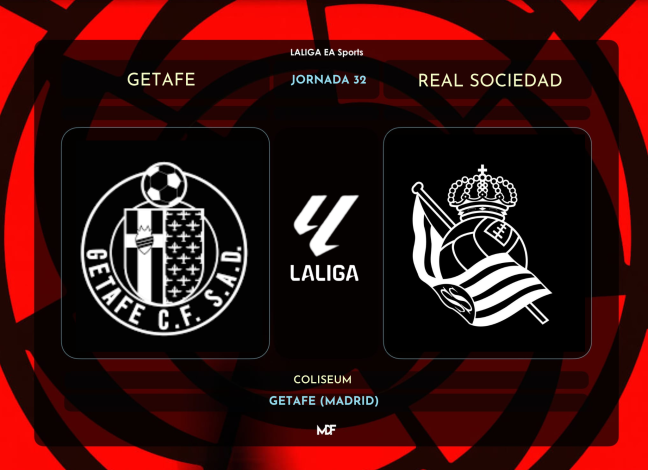 LALIGA EA Sports
GETAFE
JORNADA 32
REAL SOCIEDAD
GETAFE C.F. S.A.D.
LALIGA
COLISEUM
GETAFE (MADRID)
MDF